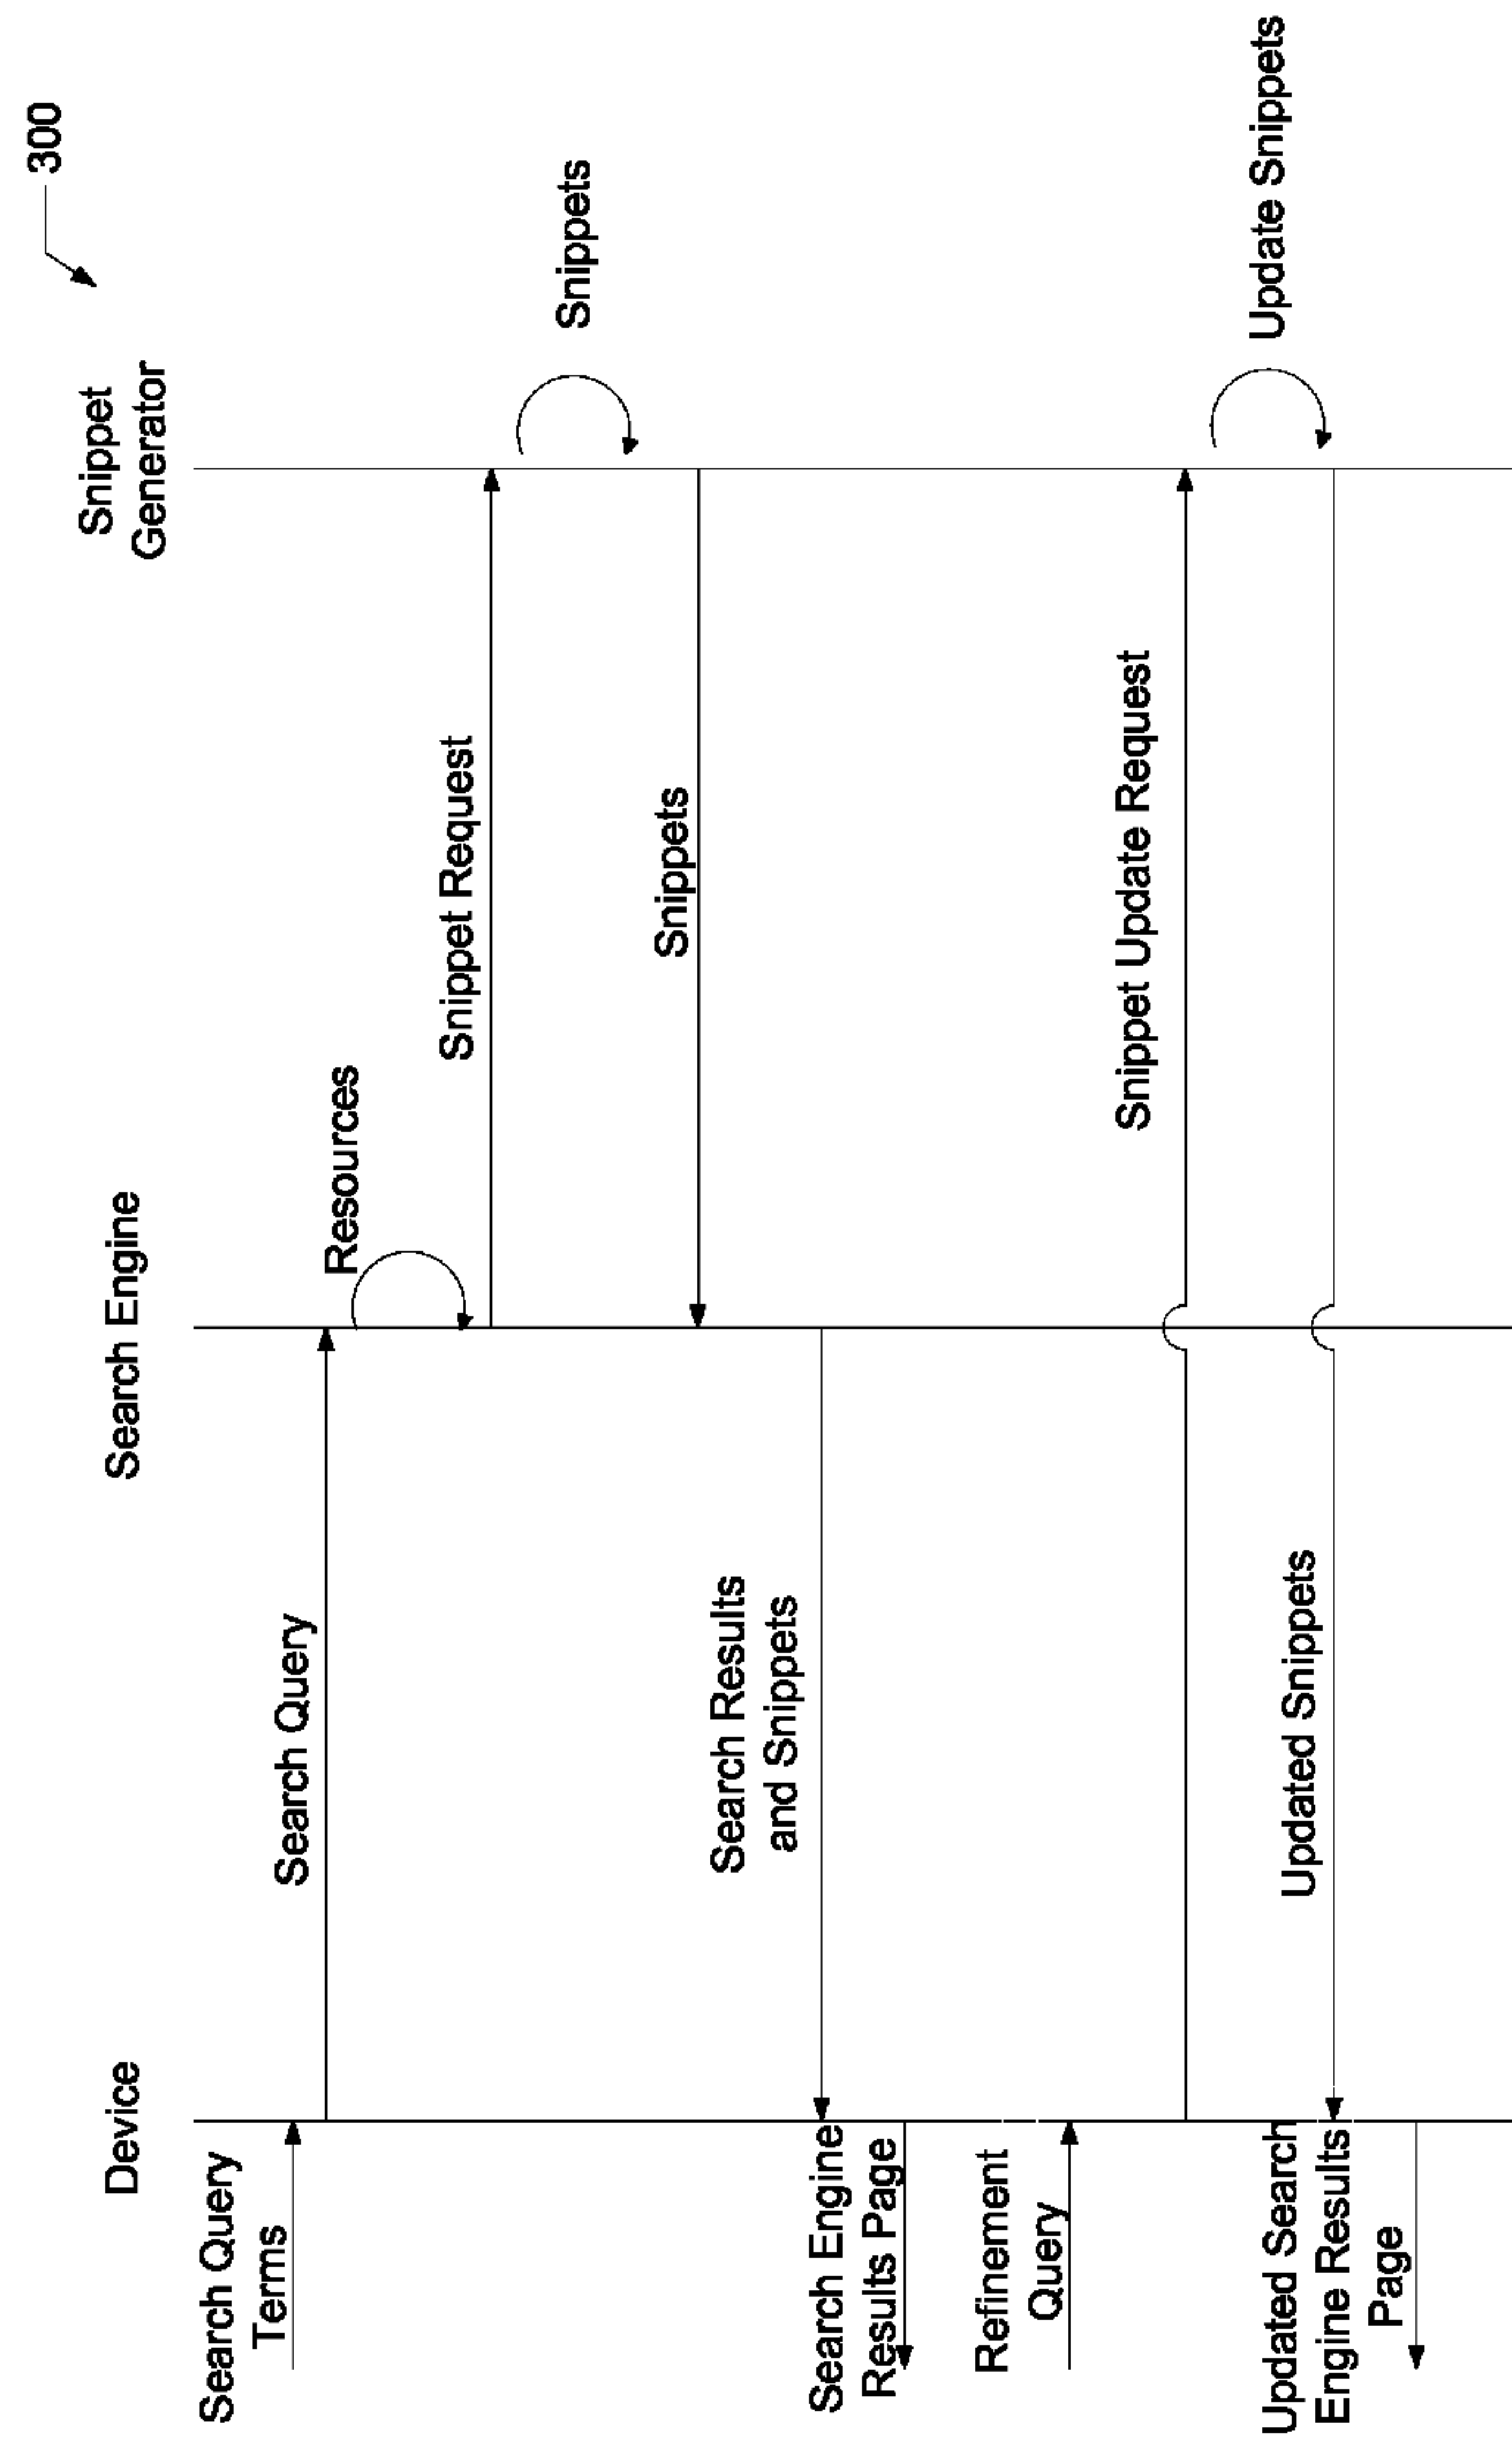 300
Device
Search Engine
Snippet
Generator
Search Query
Terms
Search Query
Resources
Snippet Request
Snippets
Snippets
Search Results
and Snippets
Search Engine
Results Page
Refinement
Query
Snippet Update Request
Update Snippets
Updated Snippets
Updated Search
Engine Results
Page